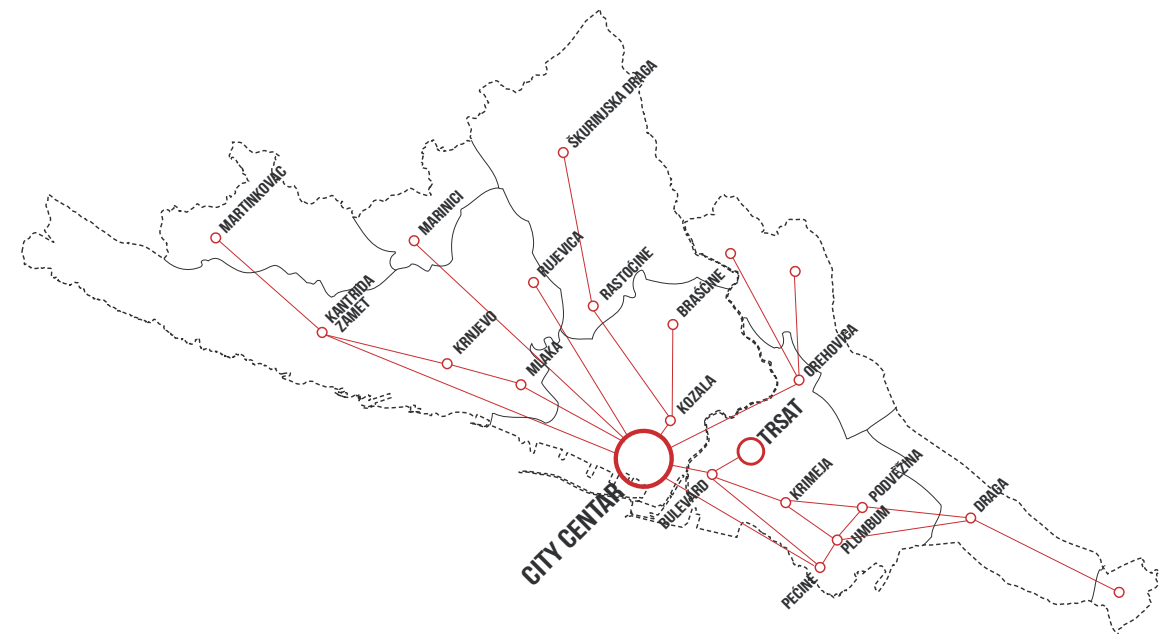 ŠKURINJSKA DRAGA
MARTINKOVAC
MARINICI
RUJEVICA
RASTOČINE
BRAŠČINE
KANTRIDA
ZAMET
KRNJEVO
MLAKA
KOZALA
OREHOVICA
TRSAT
CITY CENTAR
BULEVARD
KRIMEJA
PODVEŽINA
PLUMBUM
DRAGA
PEĆINE